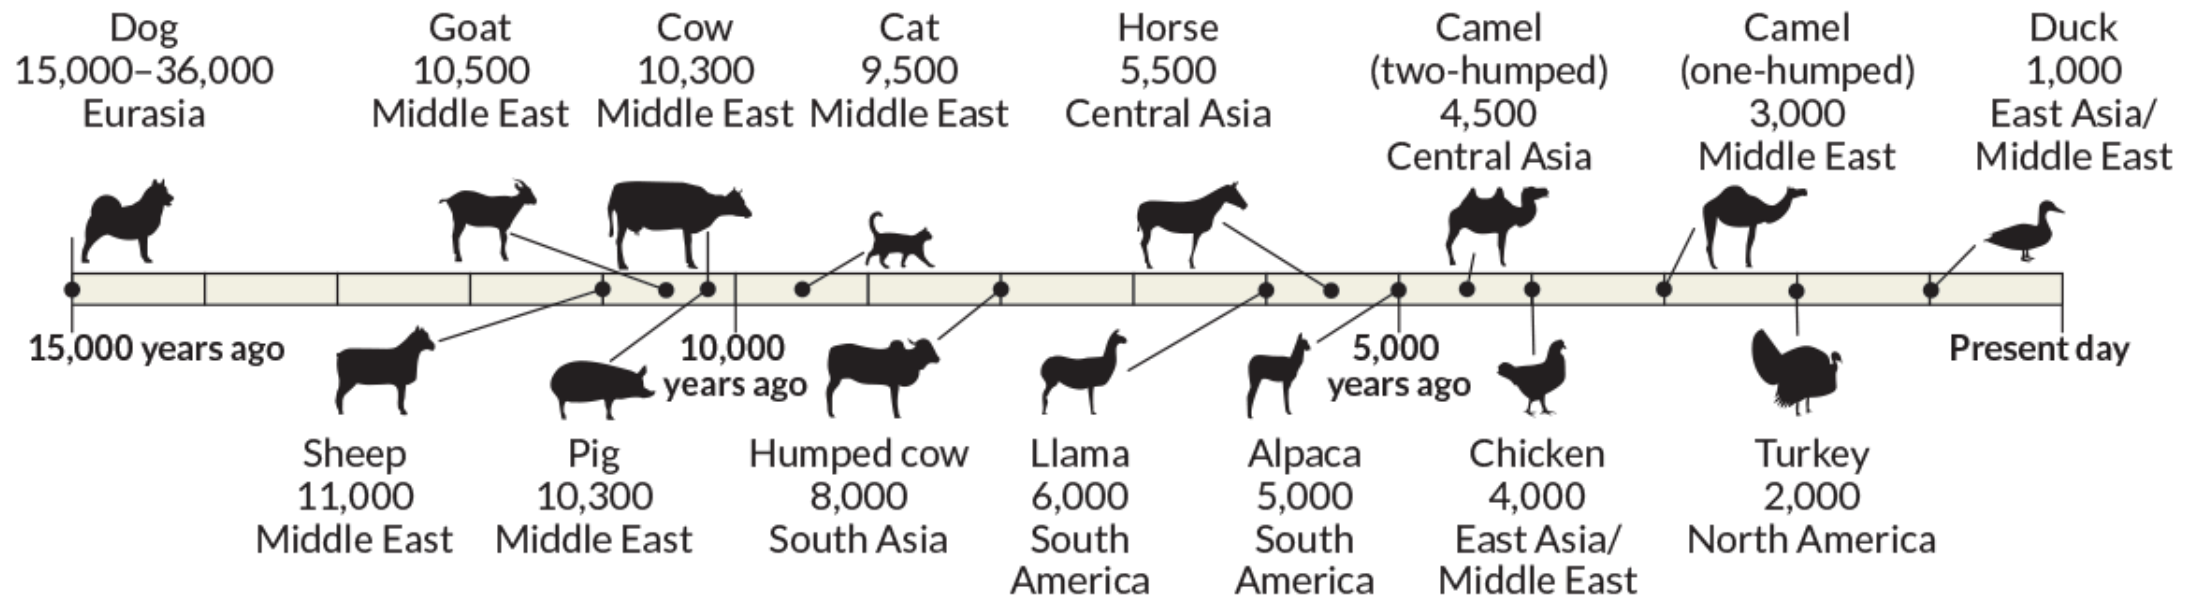 Dog
15,000–36,000
Eurasia
Goat
10,500
Middle East
Cow
10,300
Middle East
Cat
9,500
Middle East
Horse
5,500
Central Asia
Camel
(two-humped)
4,500
Central Asia
Camel
(one-humped)
3,000
Middle East
Duck
1,000
East Asia/
Middle East
15,000 years ago
10,000
years ago
5,000
years ago
Present day
Sheep
11,000
Middle East
Pig
10,300
Middle East
Humped cow
8,000
South Asia
Llama
6,000
South
America
Alpaca
5,000
South
America
Chicken
4,000
East Asia/
Middle East
Turkey
2,000
North America